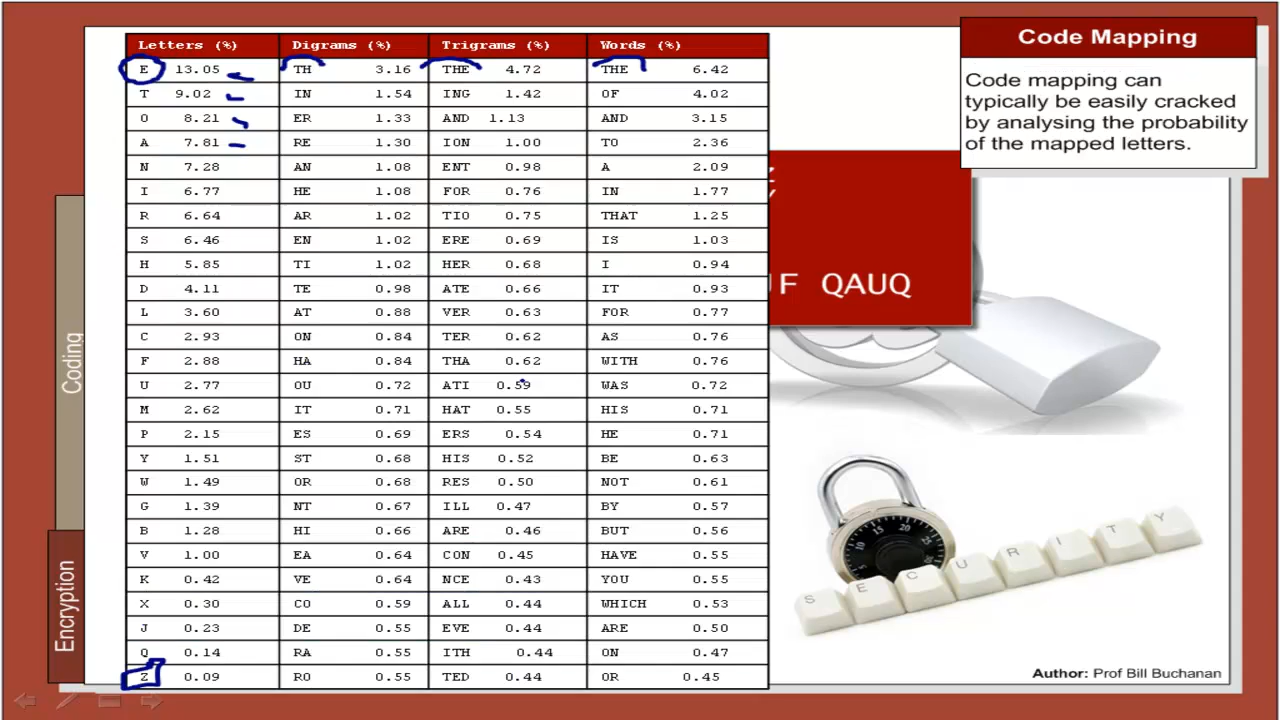 Letters (%) Digrams (%) Trigrams (%) Words (%)
E 13.05 TH 3.16 THE 4.72 THE 6.42
T 9.02 IN 1.54 ING 1.42 OF 4.02
O 8.21 ER 1.33 AND 1.13 AND 3.15
A 7.81 RE 1.30 ION 1.00 TO 2.36
N 7.28 AN 1.08 ENT 0.98 A 2.09
I 6.77 HE 1.08 FOR 0.76 IN 1.77
R 6.64 AR 1.02 TIO 0.75 THAT 1.25
S 6.46 EN 1.02 ERE 0.69 IS 1.03
H 5.85 TI 1.02 HER 0.68 I 0.94
D 4.11 TE 0.98 ATE 0.66 IT 0.93
L 3.60 AT 0.88 VER 0.63 FOR 0.77
C 2.93 ON 0.84 TER 0.62 AS 0.76
F 2.88 HA 0.84 THA 0.62 WITH 0.76
U 2.77 OU 0.72 ATI 0.59 WAS 0.72
M 2.62 IT 0.71 HAT 0.55 HIS 0.71
P 2.15 ES 0.69 ERS 0.54 HE 0.71
Y 1.51 ST 0.68 HIS 0.52 BE 0.63
W 1.49 OR 0.68 RES 0.50 NOT 0.61
G 1.39 NT 0.67 ILL 0.47 BY 0.57
B 1.28 HI 0.66 ARE 0.46 BUT 0.56
V 1.00 EA 0.64 CON 0.45 HAVE 0.55
K 0.42 VE 0.64 NCE 0.43 YOU 0.55
X 0.30 CO 0.59 ALL 0.44 WHICH 0.53
J 0.23 DE 0.55 EVE 0.44 ARE 0.50
Q 0.14 RA 0.55 ITH 0.44 ON 0.47
Z 0.09 RO 0.55 TED 0.44 OR 0.45
Code Mapping
Code mapping can
typically be easily cracked
by analysing the probability
of the mapped letters.
F QAUQ
SECURITY
Coding
Encryption
Author: Prof Bill Buchanan